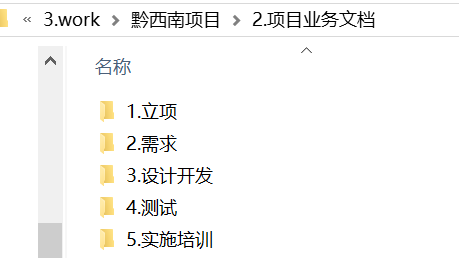 « 3.work > 黔西南项目 > 2.项目业务文档
名称
1.立项
2.需求
3.设计开发
4.测试
5.实施培训